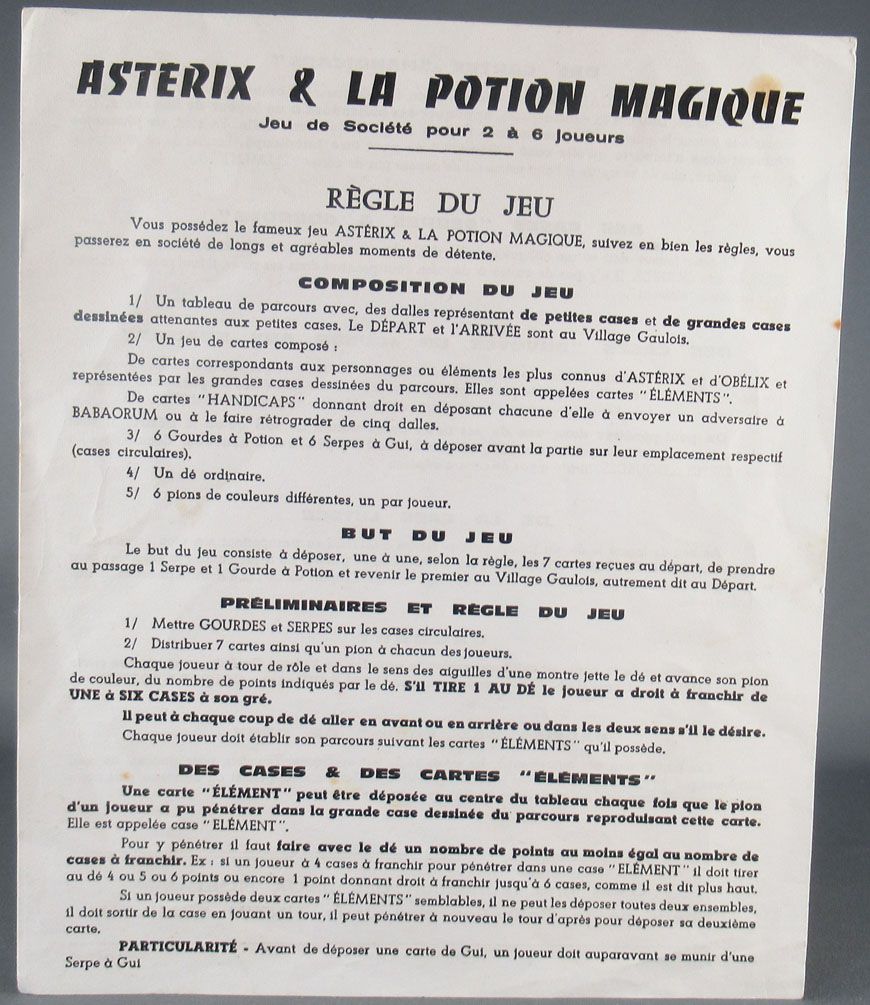 ASTERIX & LA POTION MAGIQUE
Jeu de Société pour 2 à 6 joueurs
RÈGLE DU JEU
Vous possédez le fameux jeu ASTÉRIX & LA POTION MAGIQUE, suivez en bien les règles, vous
passerez en société de longs et agréables moments de détente.
COMPOSITION DU JEU
1/ Un tableau de parcours avec, des dalles représentant de petites cases et de grandes cases
dessinées attenantes aux petites cases. Le DÉPART et l'ARRIVÉE sont au Village Gaulois.
2/ Un jeu de cartes composé :
De cartes correspondants aux personnages ou éléments les plus connus d'ASTÉRIX et d'OBÉLIX et
représentées par les grandes cases dessinées du parcours. Elles sont appelées cartes "ÉLÉMENTS".
De cartes "HANDICAPS" donnant droit en déposant chacune d'elle à envoyer un adversaire à
BABAORUM ou à le faire rétrograder de cinq dalles.
3/ 6 Gourdes à Potion et 6 Serpes à Gui, à déposer avant la partie sur leur emplacement respectif
(cases circulaires).
4/ Un dé ordinaire.
5/ 6 pions de couleurs différentes, un par joueur.
BUT DU JEU
Le but du jeu consiste à déposer, une à une, selon la règle, les 7 cartes reçues au départ, de prendre
au passage 1 Serpe et 1 Gourde à Potion et revenir le premier au Village Gaulois, autrement dit au Départ.
PRÉLIMINAIRES ET RÈGLE DU JEU
1/ Mettre GOURDES et SERPES sur les cases circulaires.
2/ Distribuer 7 cartes ainsi qu'un pion à chacun des joueurs.
Chaque joueur à tour de rôle et dans le sens des aiguilles d'une montre jette le dé et avance son pion
de couleur, du nombre de points indiqués par le dé. S'il TIRE 1 AU DÉ le joueur a droit à franchir de
UNE à SIX CASES à son gré.
Il peut à chaque coup de dé aller en avant ou en arrière ou dans les deux sens s'il le désire.
Chaque joueur doit établir son parcours suivant les cartes "ÉLÉMENTS" qu'il possède.
DES CASES & DES CARTES "ÉLÉMENTS"
Une carte "ÉLÉMENT" peut être déposée au centre du tableau chaque fois que le pion
d'un joueur a pu pénétrer dans la grande case dessinée du parcours reproduisant cette carte.
Elle est appelée case "ELÉMENT".
Pour y pénétrer il faut faire avec le dé un nombre de points au moins égal au nombre de
cases à franchir. Ex : si un joueur à 4 cases à franchir pour pénétrer dans une case "ELÉMENT" il doit tirer
au dé 4 ou 5 ou 6 points ou encore 1 point donnant droit à franchir jusqu'à 6 cases, comme il est dit plus haut.
Si un joueur possède deux cartes "ÉLÉMENTS" semblables, il ne peut les déposer toutes deux ensembles,
il doit sortir de la case en jouant un tour, il peut pénétrer à nouveau le tour d'après pour déposer sa deuxième
carte.
PARTICULARITÉ - Avant de déposer une carte de Gui, un joueur doit auparavant se munir d'une
Serpe à Gui